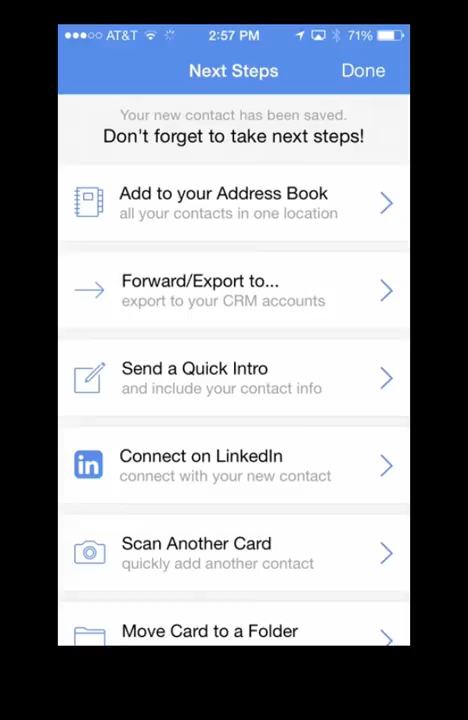 AT&T 2:57 PM 71%
Next Steps Done
Your new contact has been saved.
Don't forget to take next steps!
Add to your Address Book
all your contacts in one location
Forward/Export to...
export to your CRM accounts
Send a Quick Intro
and include your contact info
in Connect on LinkedIn
connect with your new contact
Scan Another Card
quickly add another contact
Move Card to a Folder